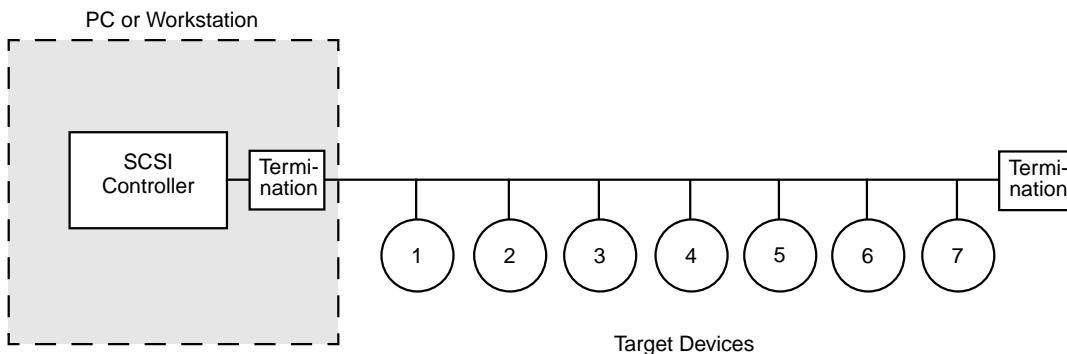 PC or Workstation
SCSI
Controller
Termi-
nation
Termi-
nation
1 2 3 4 5 6 7
Target Devices